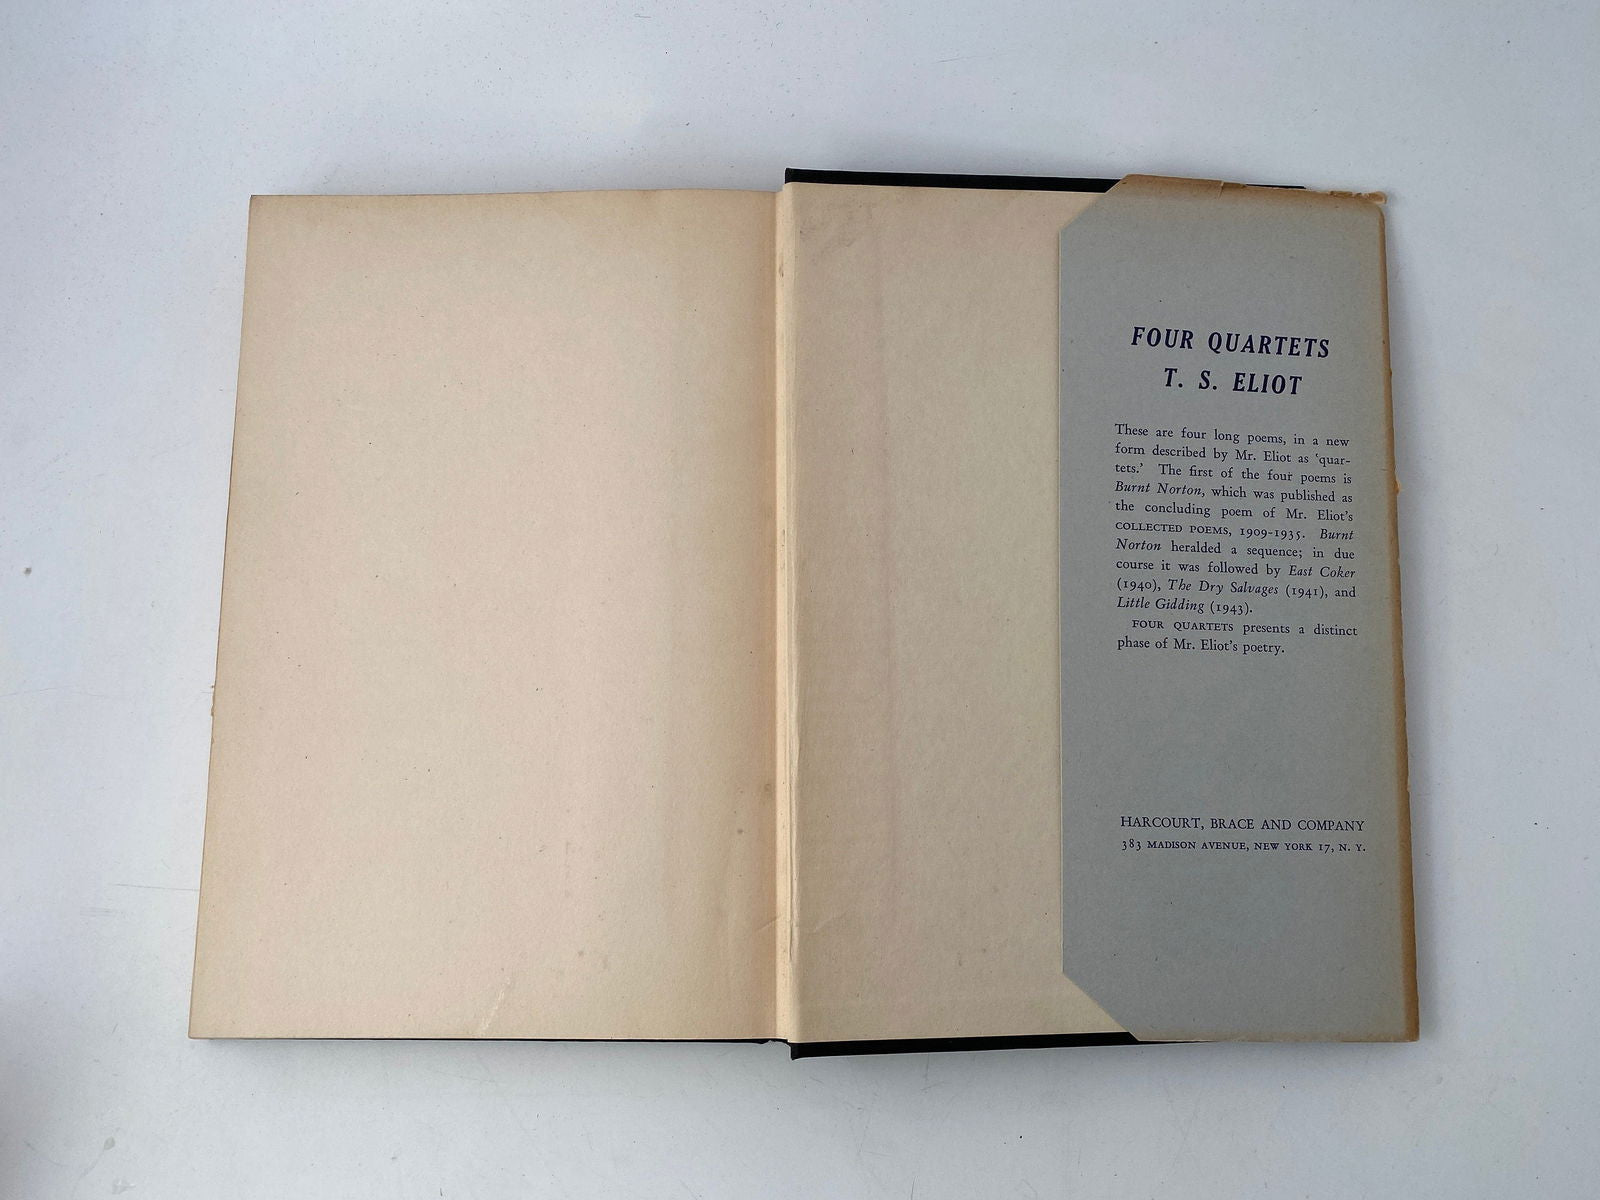 FOUR QUARTETS
T. S. ELIOT
These are four long poems, in a new
form described by Mr. Eliot as 'quar-
tets.' The first of the four poems is
Burnt Norton, which was published as
the concluding poem of Mr. Eliot's
COLLECTED POEMS, 1909-1935. Burnt
Norton heralded a sequence; in due
course it was followed by East Coker
(1940), The Dry Salvages (1941), and
Little Gidding (1943).
FOUR QUARTETS presents a distinct
phase of Mr. Eliot's poetry.
HARCOURT, BRACE AND COMPANY
383 MADISON AVENUE, NEW YORK 17, N. Y.